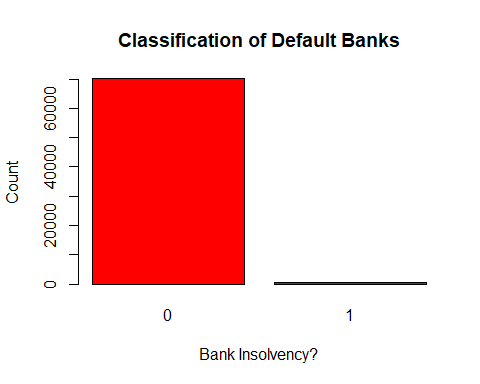 Classification of Default Banks
Count
60000
40000
20000
0
0 1
Bank Insolvency?